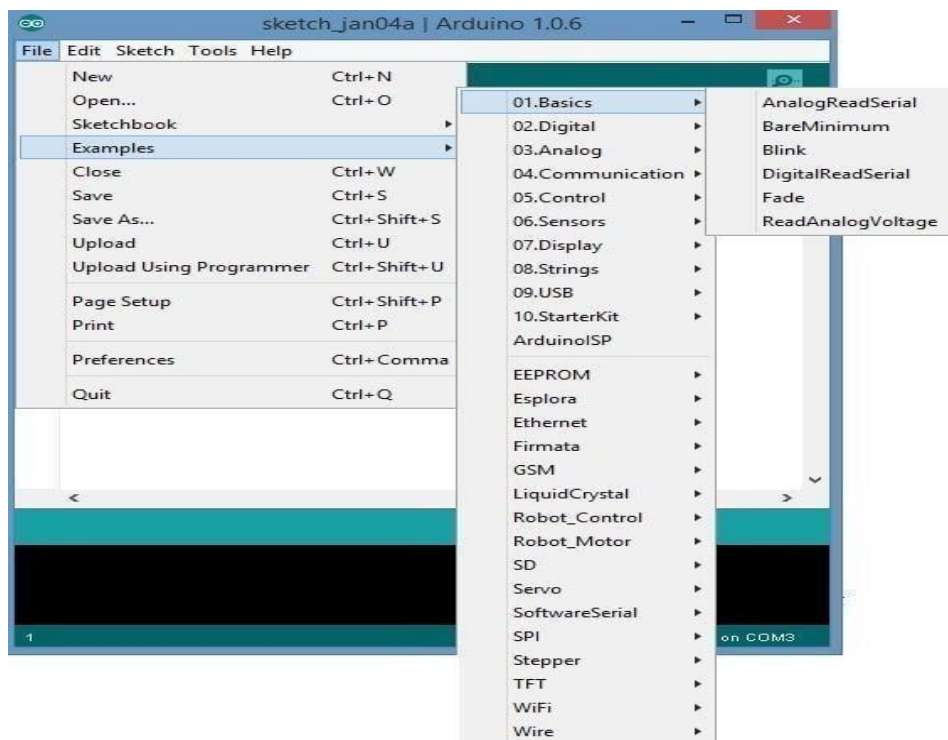 sketch_jan04a | Arduino 1.0.6
File Edit Sketch Tools Help
New Ctrl+N
Open... Ctrl+O
Sketchbook
Examples
Close Ctrl+W
Save Ctrl+S
Save As... Ctrl+Shift+S
Upload Ctrl+U
Upload Using Programmer Ctrl+Shift+U
Page Setup Ctrl+Shift+P
Print Ctrl+P
Preferences Ctrl+Comma
Quit Ctrl+Q
01.Basics
02.Digital
03.Analog
04.Communication
05.Control
06.Sensors
07.Display
08.Strings
09.USB
10.StarterKit
ArduinoISP
EEPROM
Esplora
Ethernet
Firmata
GSM
LiquidCrystal
Robot_Control
Robot_Motor
SD
Servo
SoftwareSerial
SPI
Stepper
TFT
WiFi
Wire
AnalogReadSerial
BareMinimum
Blink
DigitalReadSerial
Fade
ReadAnalogVoltage
1 on COM3